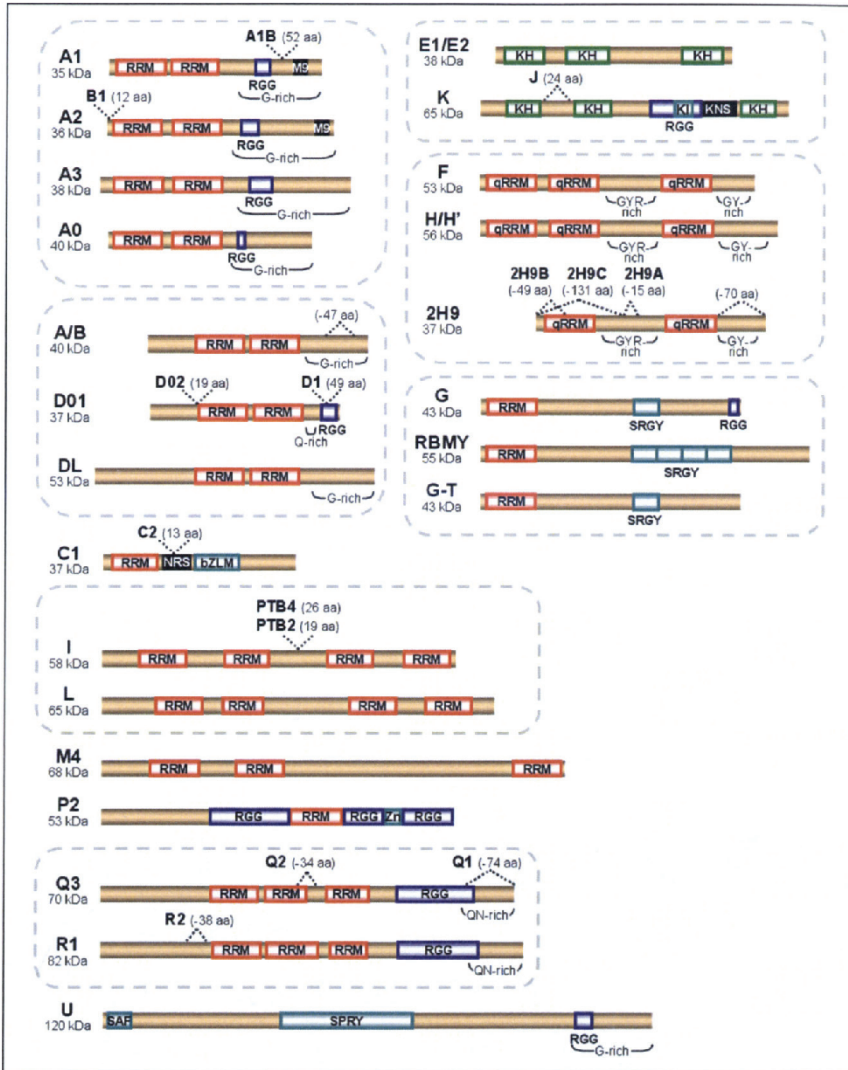 A1B (52 aa)
A1
35 kDa
RRM RRM M9
RGG
G-rich
B1 (12 aa)
A2
36 kDa
RRM RRM M9
RGG
G-rich
A3
38 kDa
RRM RRM
RGG
G-rich
A0
40 kDa
RRM RRM
RGG
G-rich
(-47 aa)
A/B
40 kDa
RRM RRM
G-rich
D02 (19 aa) D1 (49 aa)
D01
37 kDa
RRM RRM
RGG
Q-rich
DL
53 kDa
RRM RRM
G-rich
C2 (13 aa)
C1
37 kDa
RRM NRS bZLM
PTB4 (26 aa)
PTB2 (19 aa)
I
58 kDa
RRM RRM RRM RRM
L
65 kDa
RRM RRM RRM RRM
M4
68 kDa
RRM RRM RRM
P2
53 kDa
RGG RRM RGG Zn RGG
Q2 (-34 aa) Q1 (-74 aa)
Q3
70 kDa
RRM RRM RRM RGG
QN-rich
R2 (-38 aa)
R1
82 kDa
RRM RRM RRM RGG
QN-rich
U
120 kDa
SAF SPRY
RGG
G-rich
E1/E2
38 kDa
KH KH KH
J (24 aa)
K
65 kDa
KH KH KI KNS KH
RGG
F
53 kDa
qRRM qRRM qRRM
GYR-rich GY-rich
H/H'
56 kDa
qRRM qRRM qRRM
GYR-rich GY-rich
2H9B 2H9C 2H9A
(-49 aa) (-131 aa) (-15 aa) (-70 aa)
2H9
37 kDa
qRRM qRRM
GYR-rich GY-rich
G
43 kDa
RRM
SRGY RGG
RBMY
55 kDa
RRM
SRGY
G-T
43 kDa
RRM
SRGY